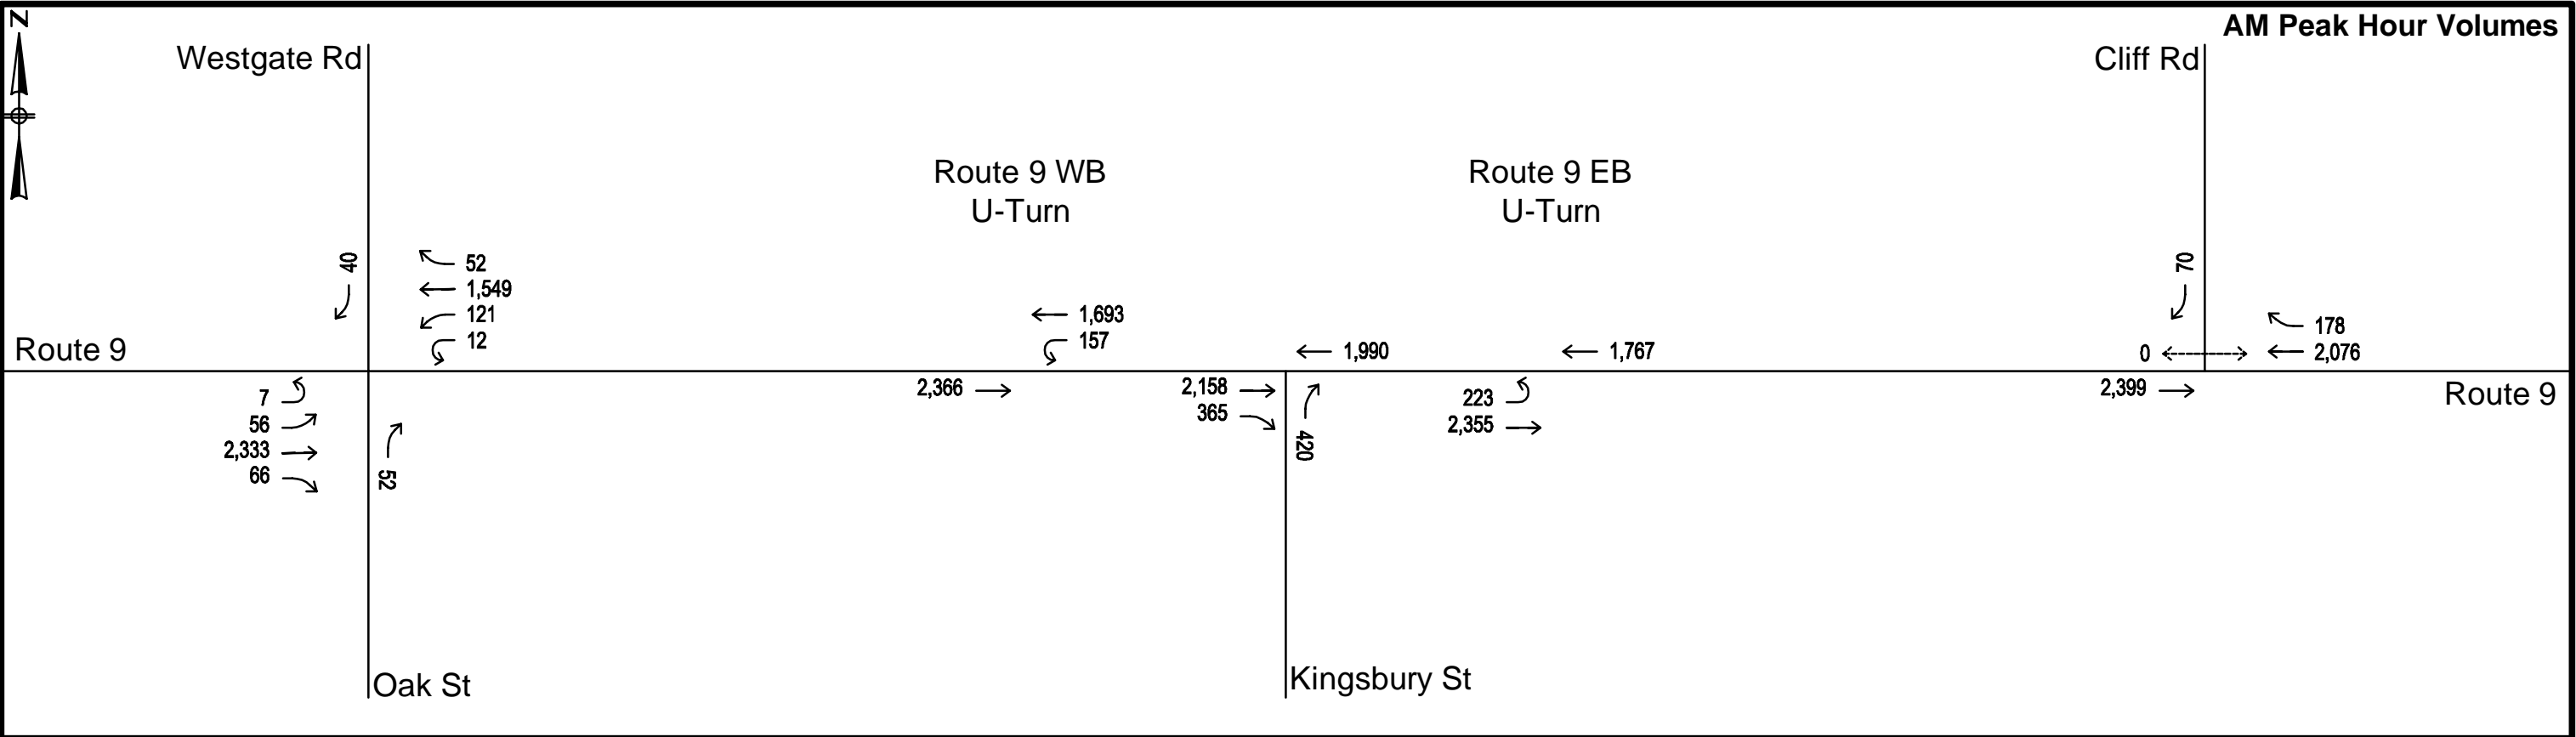 Z
AM Peak Hour Volumes
Westgate Rd
Cliff Rd
Route 9 WB
U-Turn
Route 9 EB
U-Turn
40
52
1,549
121
12
70
1,693
157
178
2,076
0
Route 9
1,990
1,767
7
56
2,333
66
52
2,366
2,158
365
420
223
2,355
2,399
Route 9
Oak St
Kingsbury St